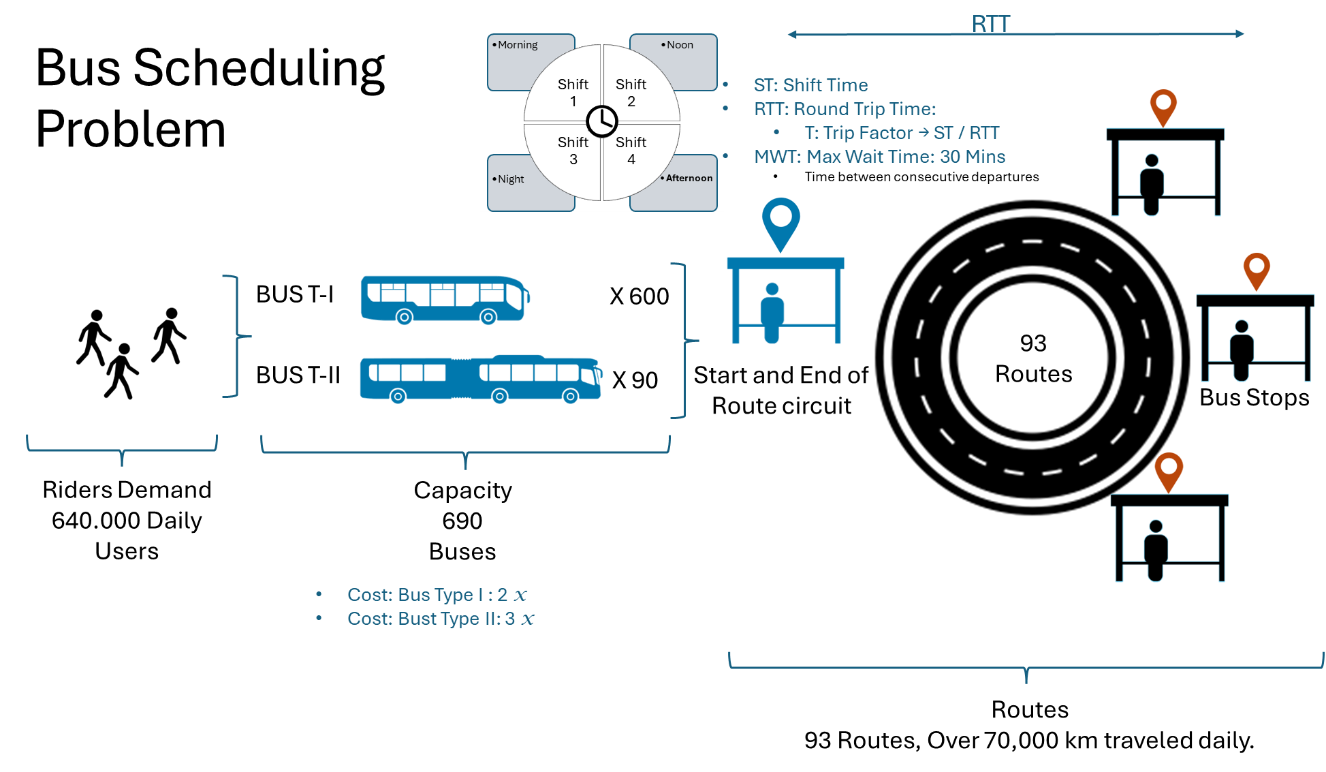 Bus Scheduling
Problem
• Morning
• Noon
Shift
1
Shift
2
Shift
3
Shift
4
• Night
• Afternoon
RTT
• ST: Shift Time
• RTT: Round Trip Time:
• T: Trip Factor → ST / RTT
• MWT: Max Wait Time: 30 Mins
• Time between consecutive departures
BUS T-I
X 600
BUS T-II
X 90
Start and End of
Route circuit
93
Routes
Bus Stops
Riders Demand
640.000 Daily
Users
Capacity
690
Buses
• Cost: Bus Type I : 2 𝑥
• Cost: Bust Type II: 3 𝑥
Routes
93 Routes, Over 70,000 km traveled daily.